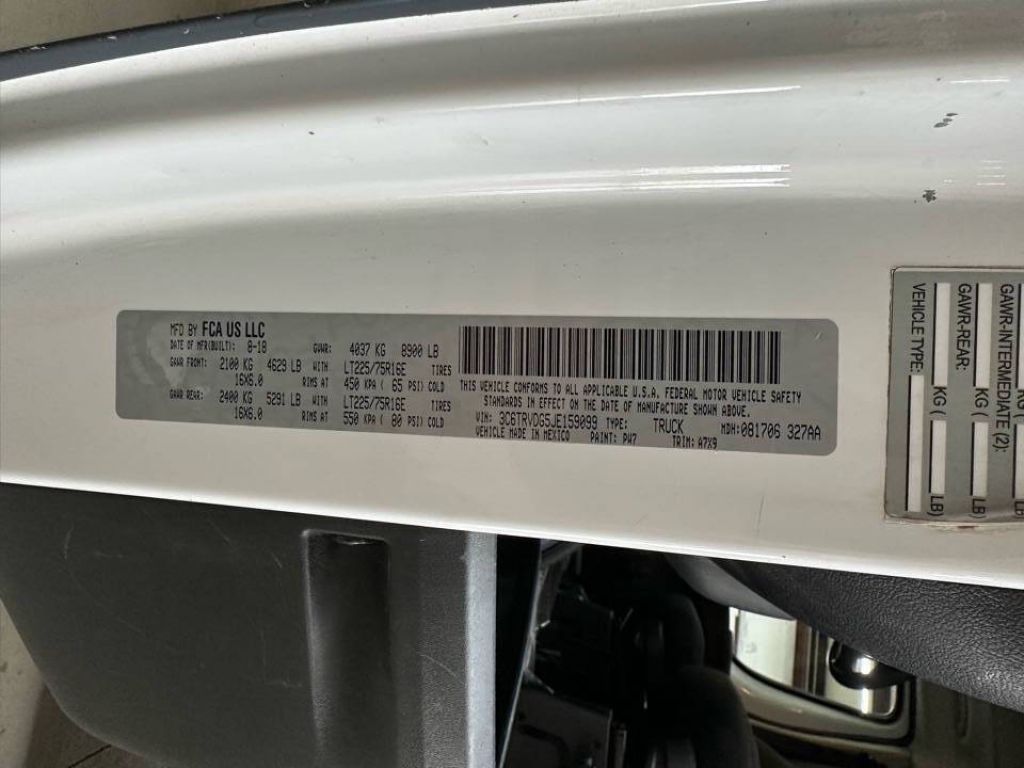 MFD BY FCA US LLC
DATE OF MFR(BUILT): 8-18 GVWR: 4037 KG 8900 LB
GAWR FRONT: 2100 KG 4629 LB WITH LT225/75R16E TIRES
16X6.0 RIMS AT 450 KPA ( 65 PSI) COLD
GAWR REAR: 2400 KG 5291 LB WITH LT225/75R16E TIRES
16X6.0 RIMS AT 550 KPA ( 80 PSI) COLD
THIS VEHICLE CONFORMS TO ALL APPLICABLE U.S.A. FEDERAL MOTOR VEHICLE SAFETY
STANDARDS IN EFFECT ON THE DATE OF MANUFACTURE SHOWN ABOVE.
VIN: 3C6TRVDG5JE159099 TYPE: TRUCK MDH:081706 327AA
VEHICLE MADE IN MEXICO PAINT: PW7 TRIM: A7X9
GAWR-INTERMEDIATE (2):
KG ( LB
GAWR-REAR:
KG ( LB)
VEHICLE TYPE:
KG ( LB)